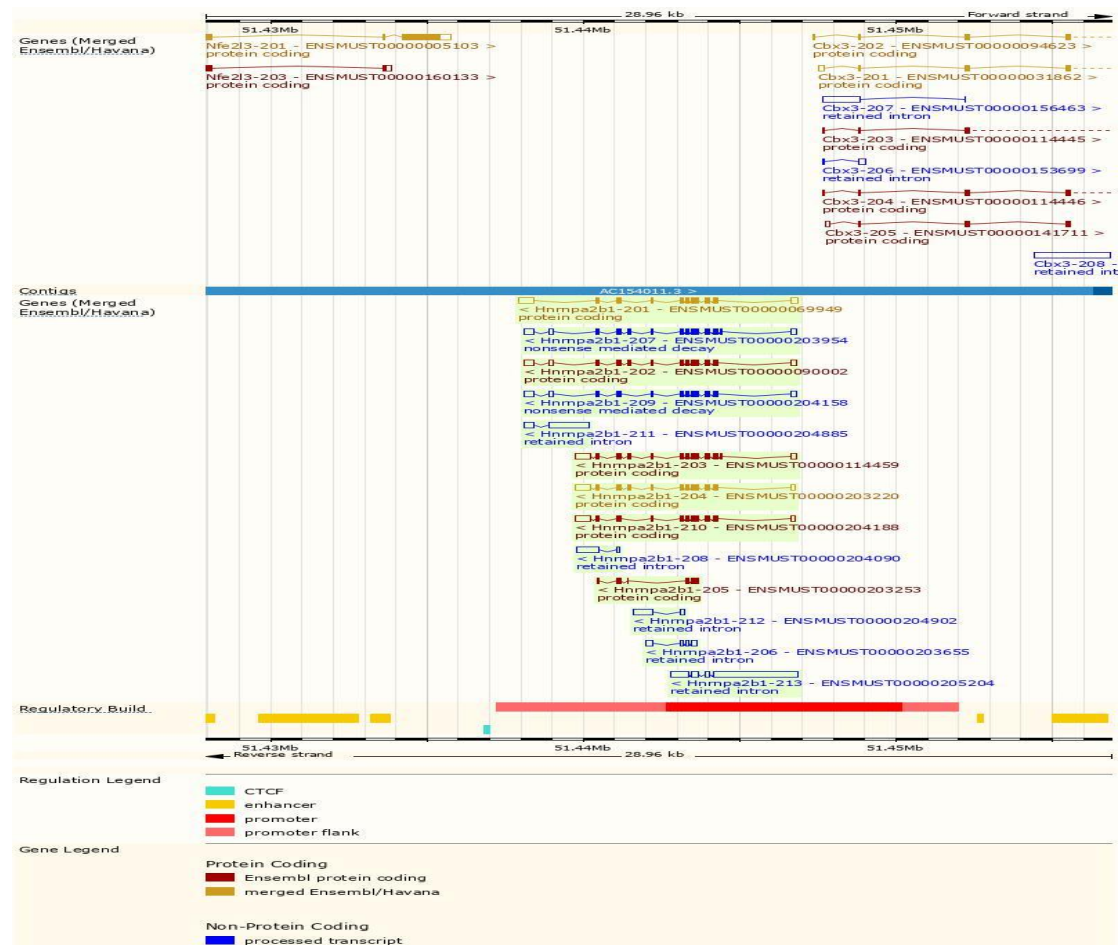 28.96 kb Forward strand
51.43Mb 51.44Mb 51.45Mb
Genes (Merged
Ensembl/Havana)
Nfe2l3-201 - ENSMUST00000005103 >
protein coding
Nfe2l3-203 - ENSMUST00000160133 >
protein coding
Cbx3-202 - ENSMUST00000094623 >
protein coding
Cbx3-201 - ENSMUST00000031862 >
protein coding
Cbx3-207 - ENSMUST00000156463 >
retained intron
Cbx3-203 - ENSMUST00000114445 >
protein coding
Cbx3-206 - ENSMUST00000153699 >
retained intron
Cbx3-204 - ENSMUST00000114446 >
protein coding
Cbx3-205 - ENSMUST00000141711 >
protein coding
Cbx3-208 -
retained int
Contigs
AC154011.3 >
Genes (Merged
Ensembl/Havana)
< Hnrnpa2b1-201 - ENSMUST00000069949
protein coding
< Hnrnpa2b1-207 - ENSMUST00000203954
nonsense mediated decay
< Hnrnpa2b1-202 - ENSMUST00000090002
protein coding
< Hnrnpa2b1-209 - ENSMUST00000204158
nonsense mediated decay
< Hnrnpa2b1-211 - ENSMUST00000204885
retained intron
< Hnrnpa2b1-203 - ENSMUST00000114459
protein coding
< Hnrnpa2b1-204 - ENSMUST00000203220
protein coding
< Hnrnpa2b1-210 - ENSMUST00000204188
protein coding
< Hnrnpa2b1-208 - ENSMUST00000204090
retained intron
< Hnrnpa2b1-205 - ENSMUST00000203253
protein coding
< Hnrnpa2b1-212 - ENSMUST00000204902
retained intron
< Hnrnpa2b1-206 - ENSMUST00000203655
retained intron
< Hnrnpa2b1-213 - ENSMUST00000205204
retained intron
Regulatory Build
51.43Mb 51.44Mb 51.45Mb
Reverse strand 28.96 kb
Regulation Legend
CTCF
enhancer
promoter
promoter flank
Gene Legend
Protein Coding
Ensembl protein coding
merged Ensembl/Havana
Non-Protein Coding
processed transcript